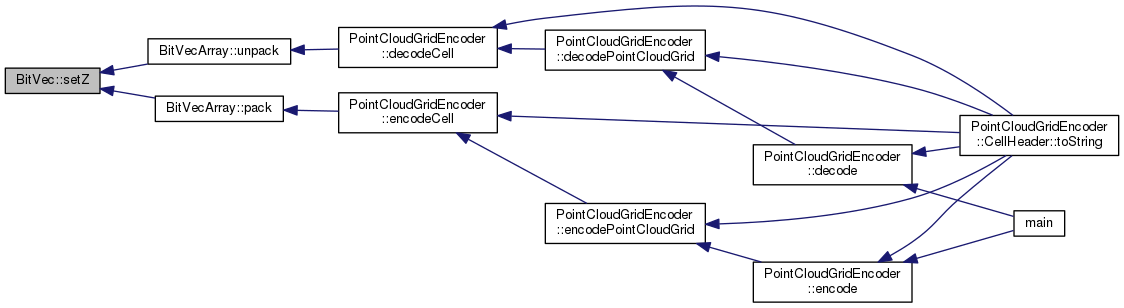 BitVec::setZ
BitVecArray::unpack
BitVecArray::pack
PointCloudGridEncoder
::decodeCell
PointCloudGridEncoder
::encodeCell
PointCloudGridEncoder
::decodePointCloudGrid
PointCloudGridEncoder
::encodePointCloudGrid
PointCloudGridEncoder
::decode
PointCloudGridEncoder
::encode
PointCloudGridEncoder
::CellHeader::toString
main